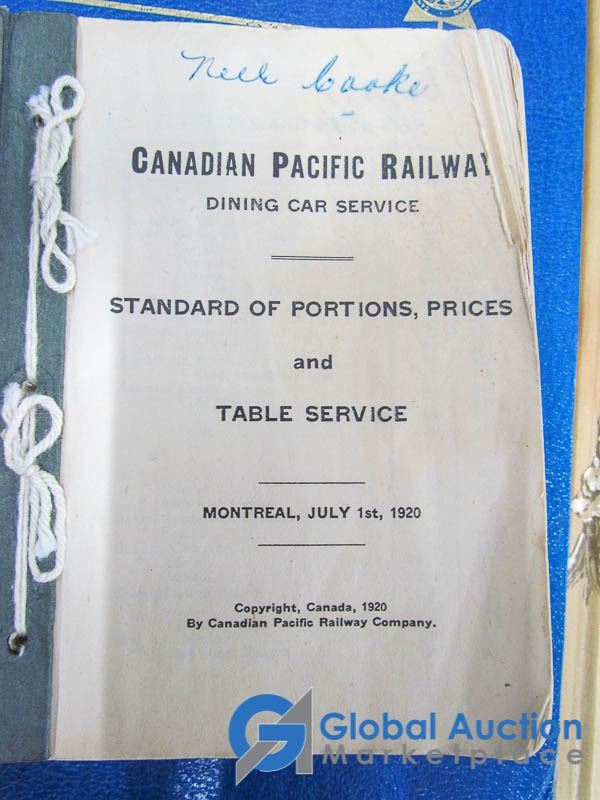 Nell Cooke
CANADIAN PACIFIC RAILWAY
DINING CAR SERVICE
STANDARD OF PORTIONS, PRICES
and
TABLE SERVICE
MONTREAL, JULY 1st, 1920
Copyright, Canada, 1920
By Canadian Pacific Railway Company.
Global Auction
Marketplace